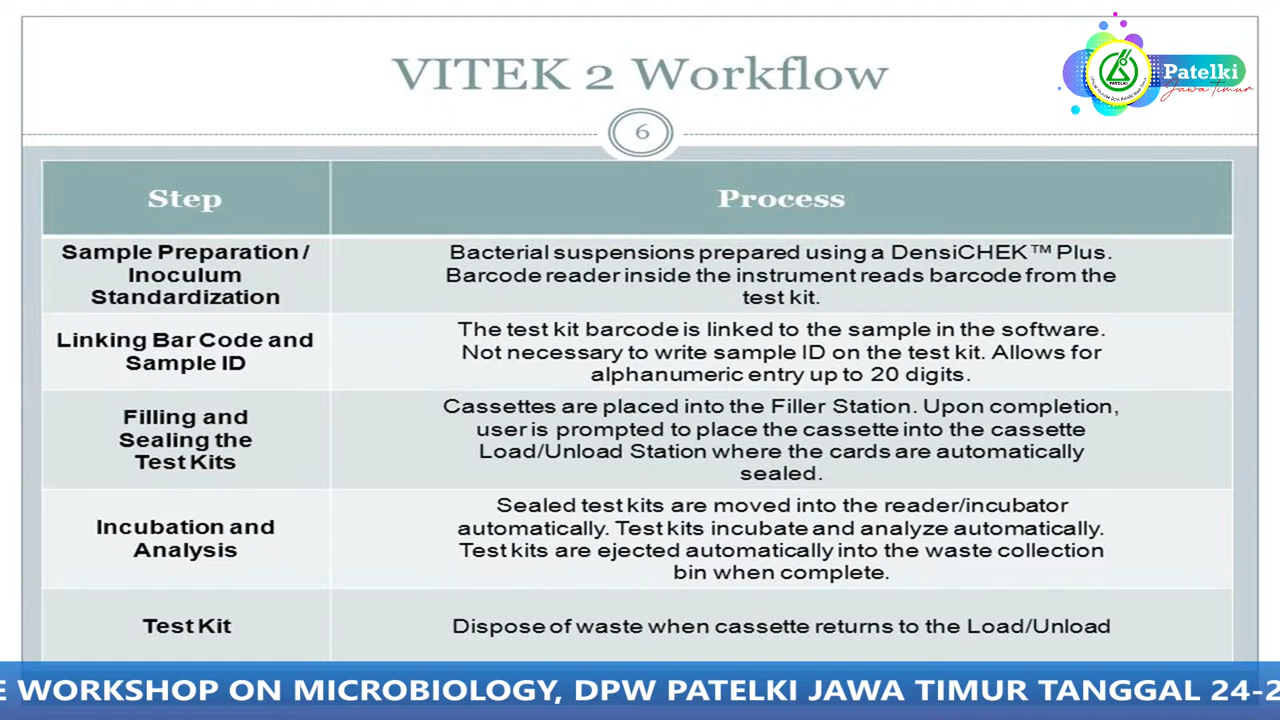 VITEK 2 Workflow
Patelki
Jawa Timur
PATELKI
6
Step
Process
Sample Preparation /
Inoculum
Standardization
Bacterial suspensions prepared using a DensiCHEK™ Plus.
Barcode reader inside the instrument reads barcode from the
test kit.
Linking Bar Code and
Sample ID
The test kit barcode is linked to the sample in the software.
Not necessary to write sample ID on the test kit. Allows for
alphanumeric entry up to 20 digits.
Filling and
Sealing the
Test Kits
Cassettes are placed into the Filler Station. Upon completion,
user is prompted to place the cassette into the cassette
Load/Unload Station where the cards are automatically
sealed.
Incubation and
Analysis
Sealed test kits are moved into the reader/incubator
automatically. Test kits incubate and analyze automatically.
Test kits are ejected automatically into the waste collection
bin when complete.
Test Kit
Dispose of waste when cassette returns to the Load/Unload
E WORKSHOP ON MICROBIOLOGY, DPW PATELKI JAWA TIMUR TANGGAL 24-2